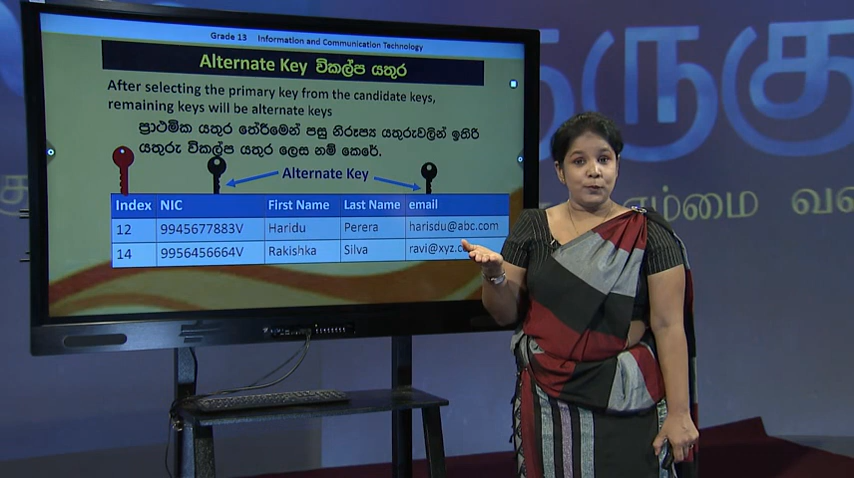 Grade 13 Information and Communication Technology
Alternate Key විකල්ප යතුර
After selecting the primary key from the candidate keys,
remaining keys will be alternate keys
ප්‍රාථමික යතුර තේරීමෙන් පසු නිරූප්‍ය යතුරුවලින් ඉතිරි
යතුරු විකල්ප යතුර ලෙස නම් කෙරේ.
Alternate Key
Index NIC First Name Last Name email
12 9945677883V Haridu Perera harisdu@abc.com
14 9956456664V Rakishka Silva ravi@xyz.c